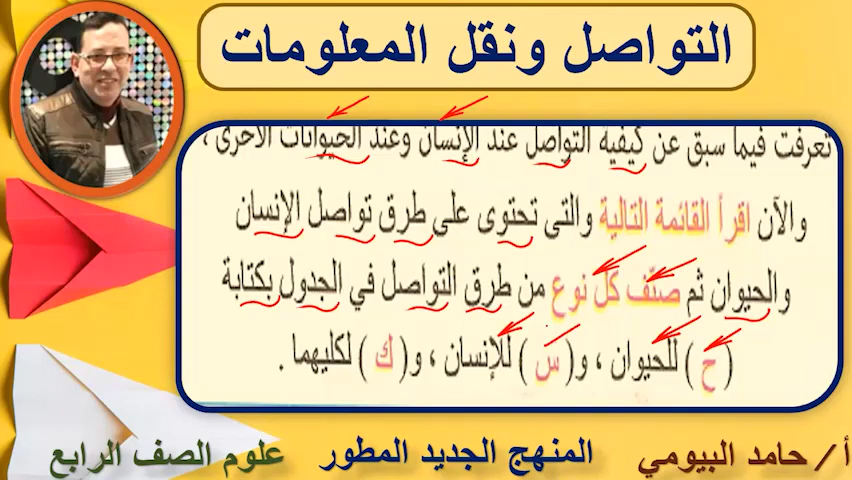 التواصل ونقل المعلومات
تعرفت فيما سبق عن كيفية التواصل عند الإنسان وعند الحيوانات الأخرى ،
والآن اقرأ القائمة التالية والتى تحتوى على طرق تواصل الإنسان
والحيوان ثم صنّف كل نوع من طرق التواصل في الجدول بكتابة
( ح ) للحيوان ، و( س ) للإنسان ، و( ك ) لكليهما .
أ/ حامد البيومي المنهج الجديد المطور علوم الصف الرابع